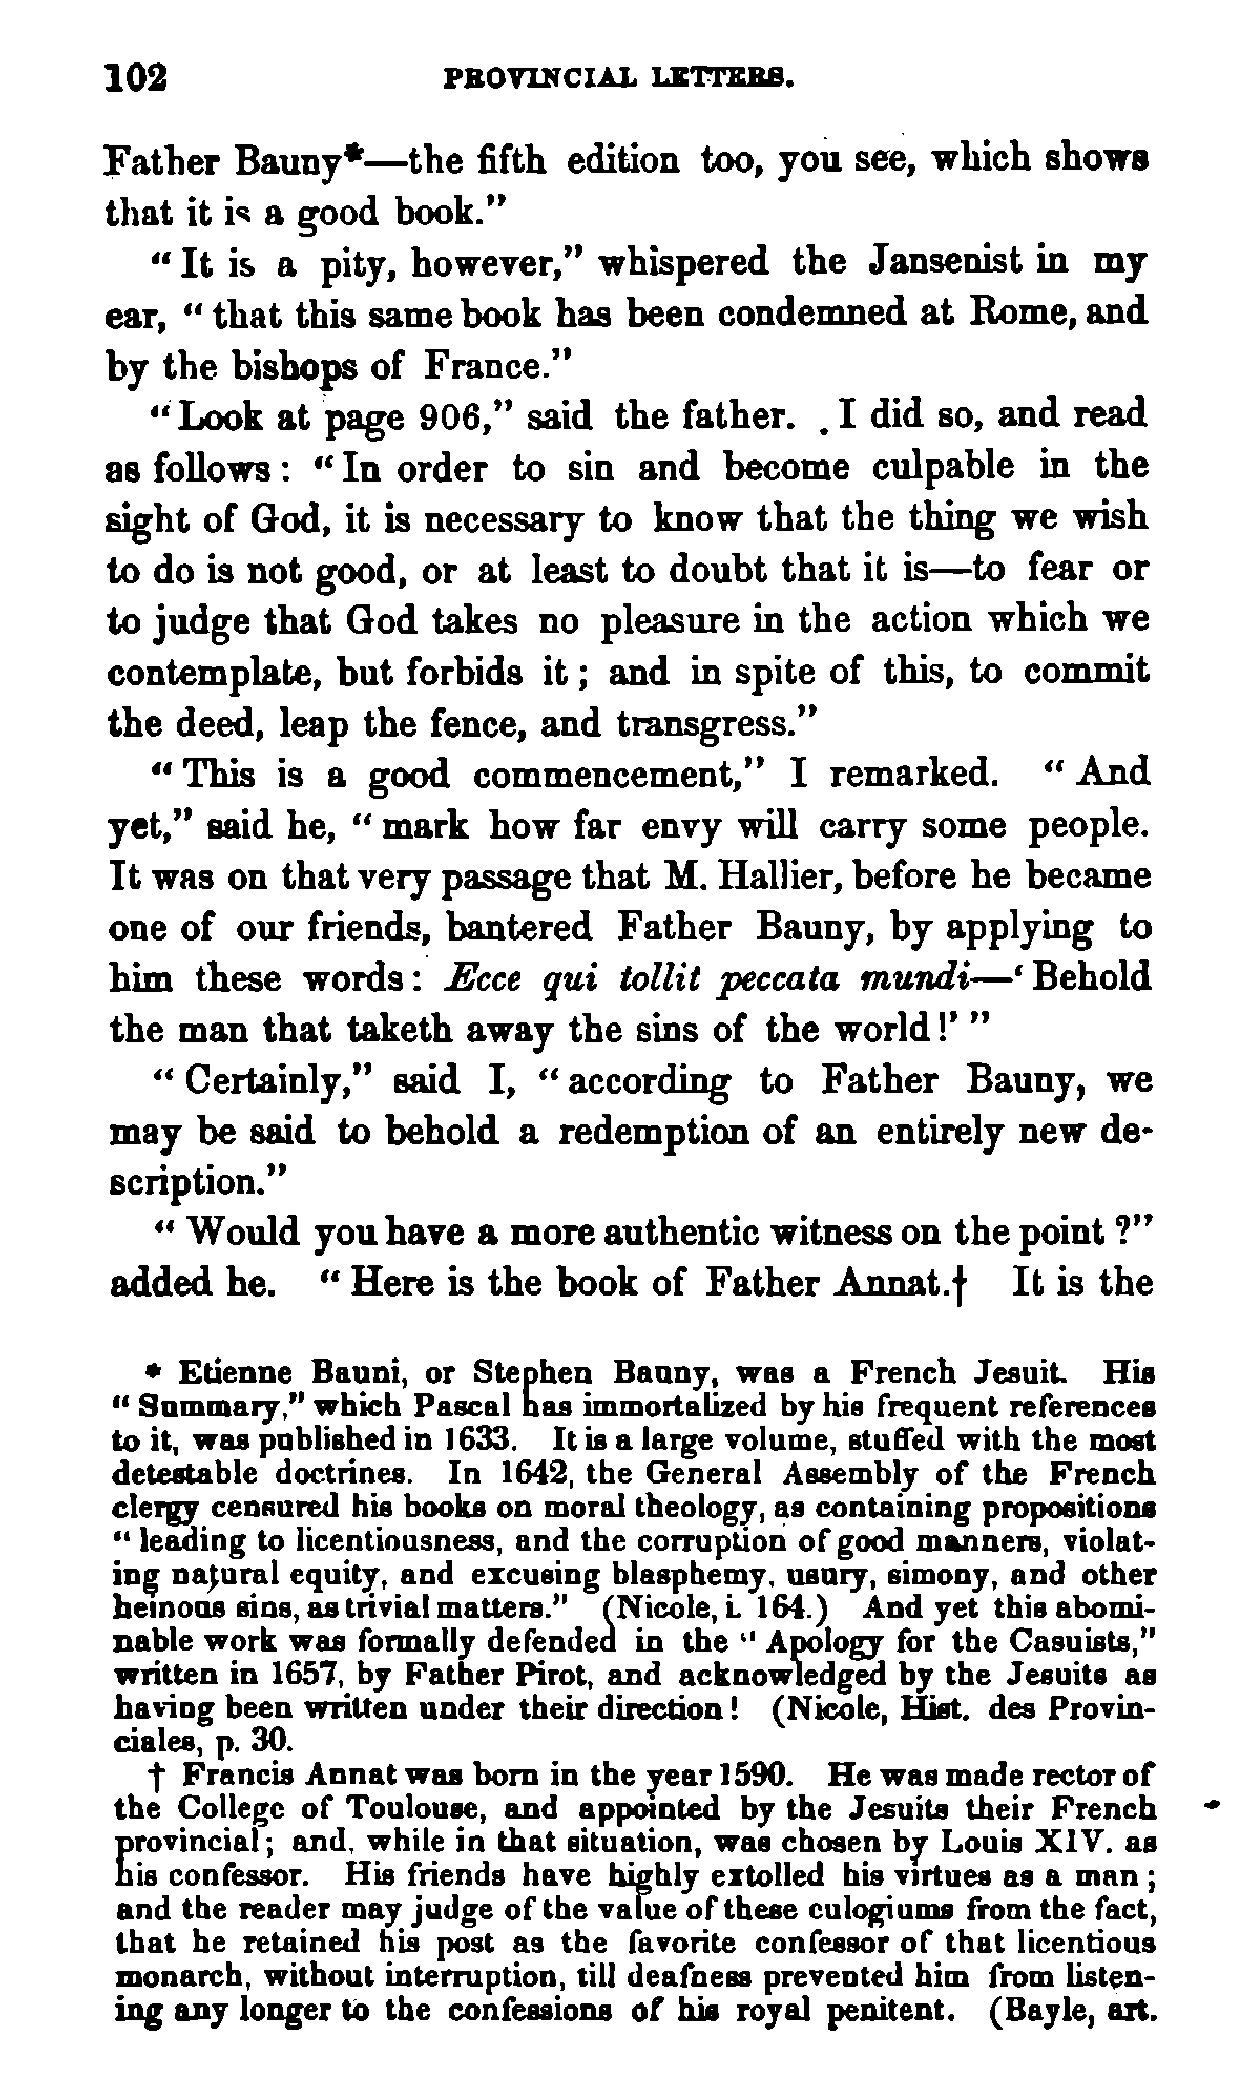 102 PROVINCIAL LETTERS.
Father Bauny*—the fifth edition too, you see, which shows
that it is a good book."
"It is a pity, however," whispered the Jansenist in my
ear, "that this same book has been condemned at Rome, and
by the bishops of France."
"Look at page 906," said the father. I did so, and read
as follows: "In order to sin and become culpable in the
sight of God, it is necessary to know that the thing we wish
to do is not good, or at least to doubt that it is—to fear or
to judge that God takes no pleasure in the action which we
contemplate, but forbids it; and in spite of this, to commit
the deed, leap the fence, and transgress."
"This is a good commencement," I remarked. "And
yet," said he, "mark how far envy will carry some people.
It was on that very passage that M. Hallier, before he became
one of our friends, bantered Father Bauny, by applying to
him these words: Ecce qui tollit peccata mundi—'Behold
the man that taketh away the sins of the world!'"
"Certainly," said I, "according to Father Bauny, we
may be said to behold a redemption of an entirely new de-
scription."
"Would you have a more authentic witness on the point?"
added he. "Here is the book of Father Annat.† It is the
* Etienne Bauni, or Stephen Bauny, was a French Jesuit. His
"Summary," which Pascal has immortalized by his frequent references
to it, was published in 1633. It is a large volume, stuffed with the most
detestable doctrines. In 1642, the General Assembly of the French
clergy censured his books on moral theology, as containing propositions
"leading to licentiousness, and the corruption of good manners, violat-
ing natural equity, and excusing blasphemy, usury, simony, and other
heinous sins, as trivial matters." (Nicole, i. 164.) And yet this abomi-
nable work was formally defended in the "Apology for the Casuists,"
written in 1657, by Father Pirot, and acknowledged by the Jesuits as
having been written under their direction! (Nicole, Hist. des Provin-
ciales, p. 30.
† Francis Annat was born in the year 1590. He was made rector of
the College of Toulouse, and appointed by the Jesuits their French
provincial; and, while in that situation, was chosen by Louis XIV. as
his confessor. His friends have highly extolled his virtues as a man;
and the reader may judge of the value of these eulogiums from the fact,
that he retained his post as the favorite confessor of that licentious
monarch, without interruption, till deafness prevented him from listen-
ing any longer to the confessions of his royal penitent. (Bayle, art.